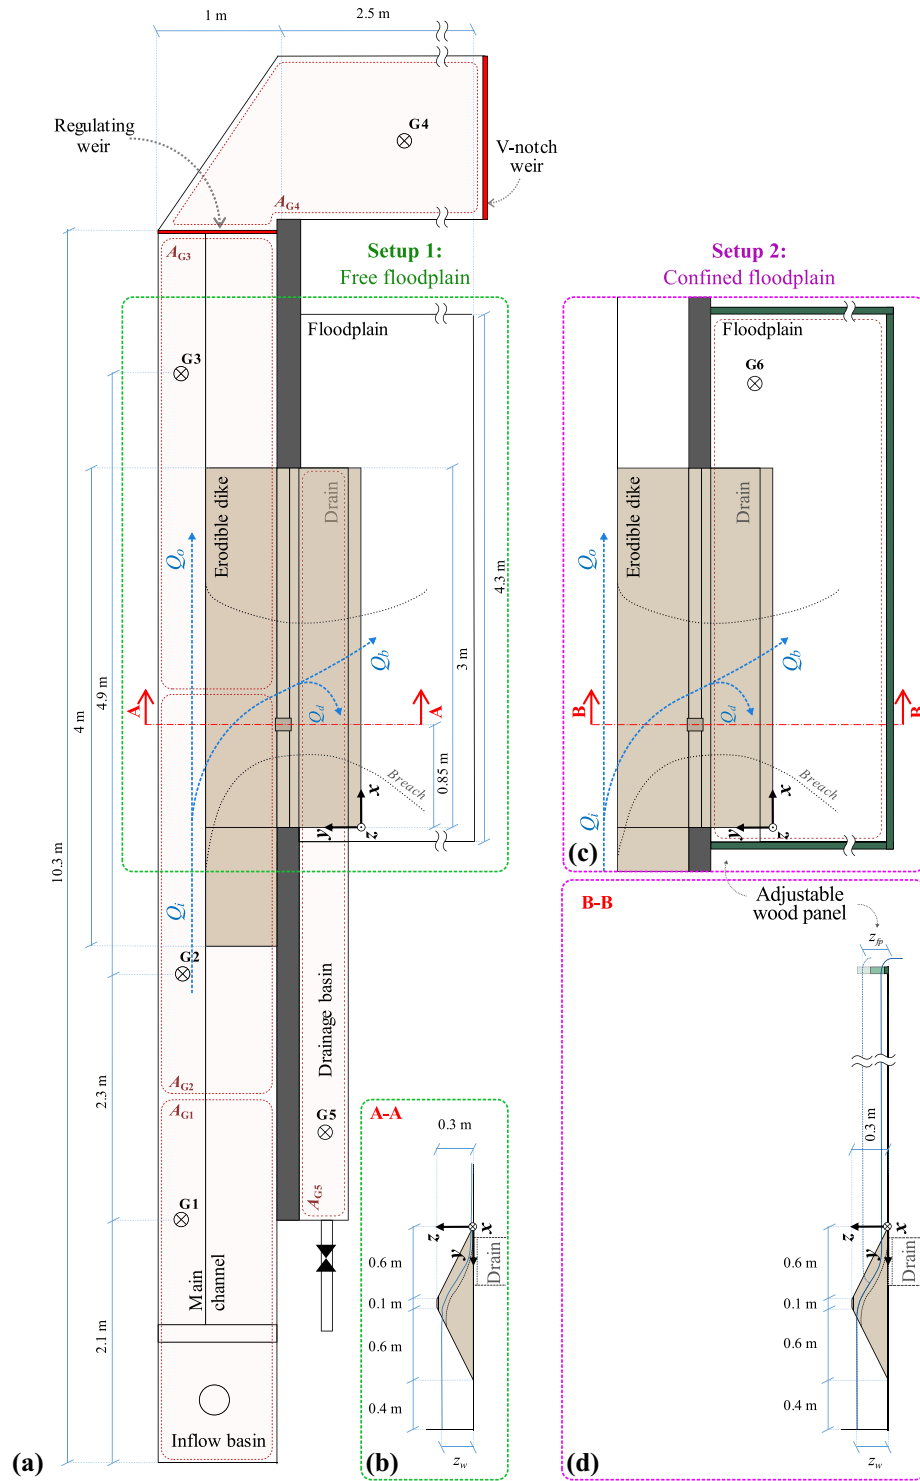 1 m
2.5 m
G4
Regulating
weir
V-notch
weir
A_G4
A_G3
Setup 1:
Free floodplain
Setup 2:
Confined floodplain
Floodplain
Floodplain
G3
G6
Erodible dike
Drain
Erodible dike
Drain
Q_o
Q_o
4.3 m
Q_b
Q_b
3 m
4.9 m
4 m
A
A
Q_d
B
B
Q_d
0.85 m
Breach
Breach
x
y
z
x
y
z
Q_i
(c)
10.3 m
Q_i
Adjustable
wood panel
B-B
G2
z_fp
Drainage basin
2.3 m
A_G2
A_G1
A-A
G5
0.3 m
0.3 m
A_G5
G1
z
x
y
z
x
y
Drain
Drain
0.6 m
0.6 m
Main
channel
0.1 m
0.1 m
2.1 m
0.6 m
0.6 m
0.4 m
0.4 m
Inflow basin
(a)
(b)
z_w
(d)
z_w